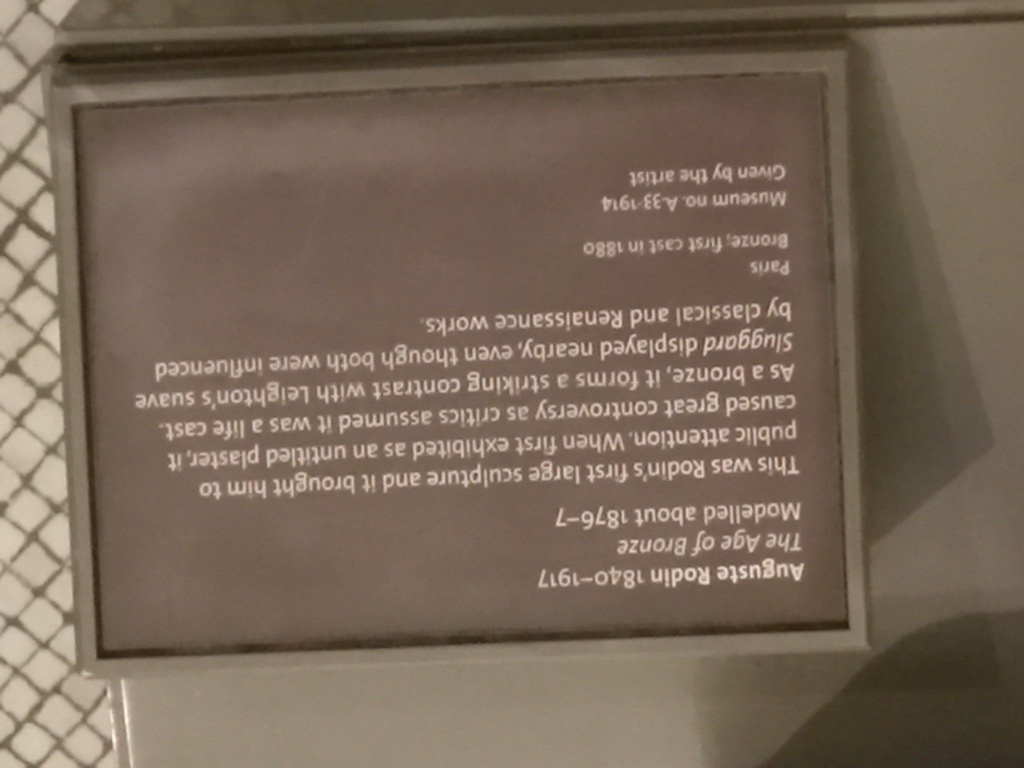 Auguste Rodin 1840–1917
The Age of Bronze
Modelled about 1876–7
This was Rodin's first large sculpture and it brought him to
public attention. When first exhibited as an untitled plaster, it
caused great controversy as critics assumed it was a life cast.
As a bronze, it forms a striking contrast with Leighton's suave
Sluggard displayed nearby, even though both were influenced
by classical and Renaissance works.
Paris
Bronze, first cast in 1880
Museum no. A.33-1914
Given by the artist